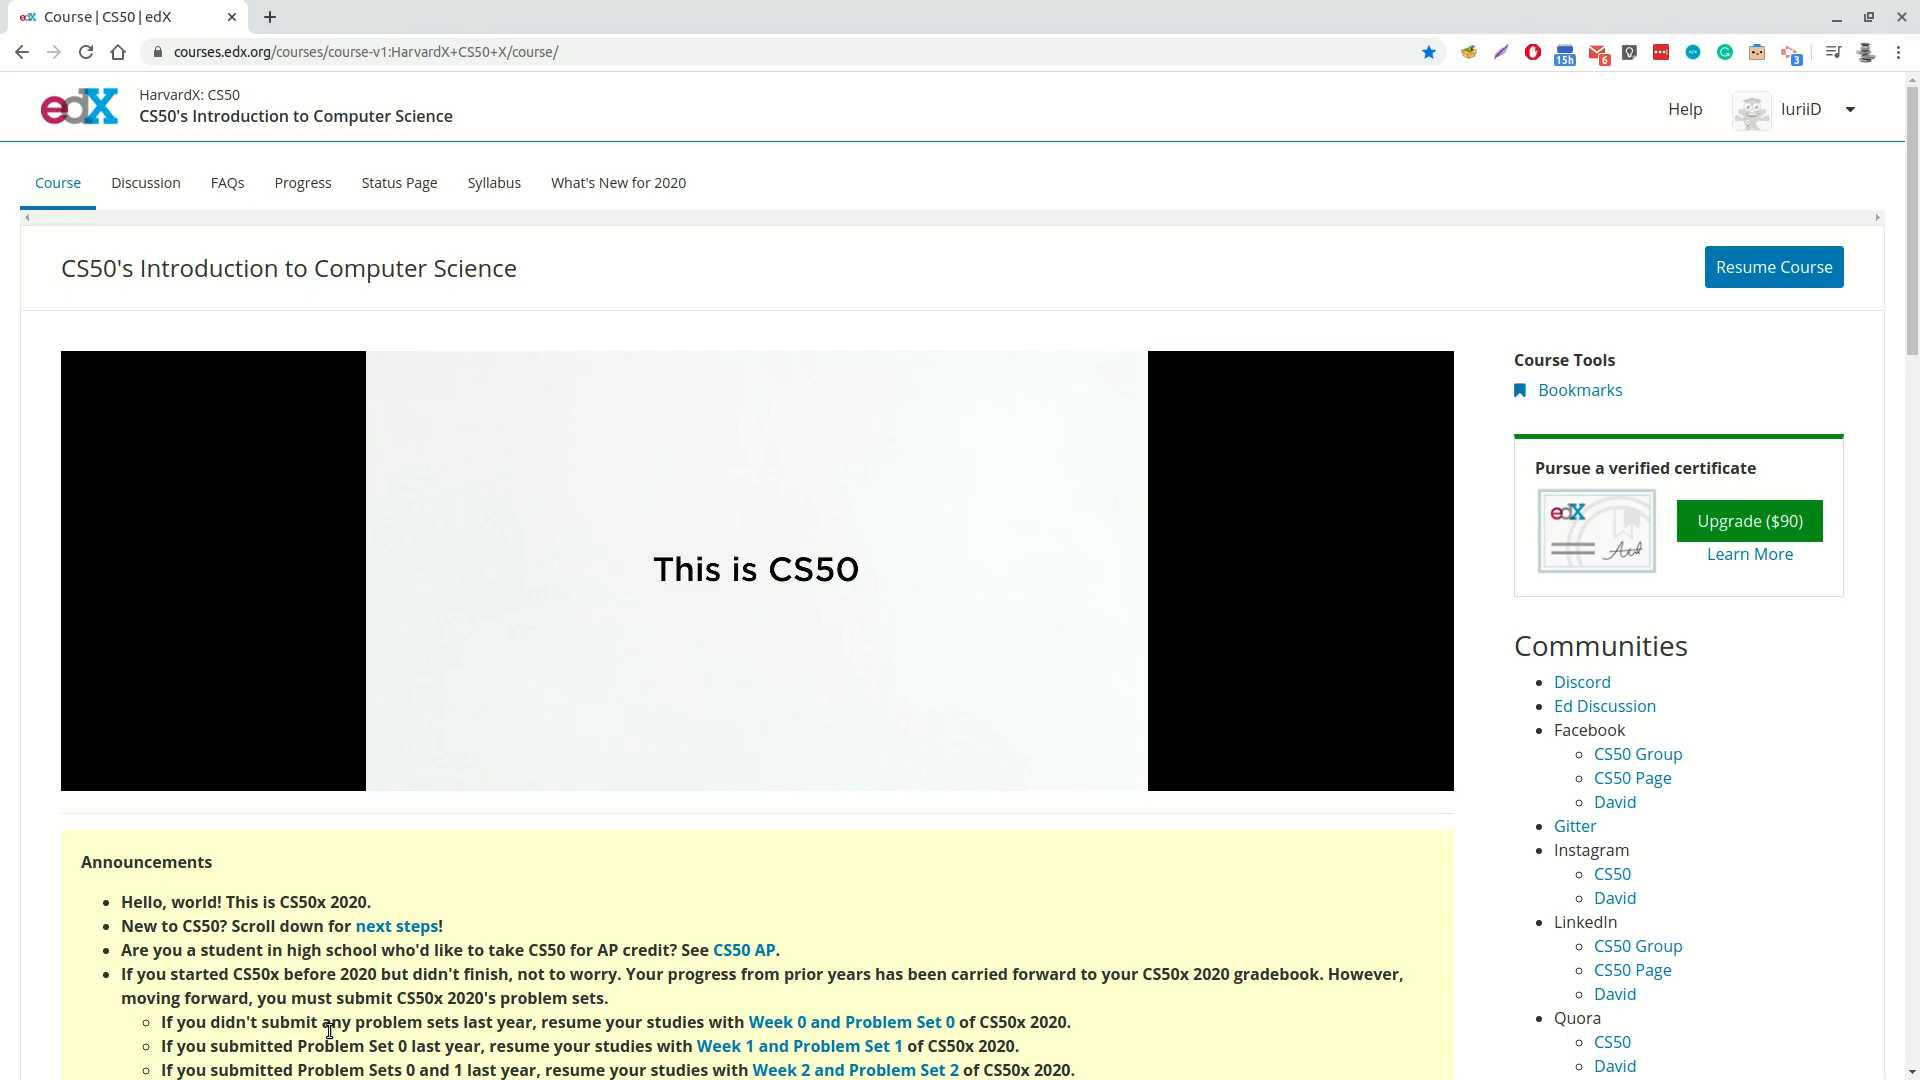 Course | CS50 | edX
courses.edx.org/courses/course-v1:HarvardX+CS50+X/course/
15h
6
3
edX
HarvardX: CS50
CS50's Introduction to Computer Science
Help
IuriiD
Course
Discussion
FAQs
Progress
Status Page
Syllabus
What's New for 2020
CS50's Introduction to Computer Science
Resume Course
This is CS50
Course Tools
Bookmarks
Pursue a verified certificate
edX
Upgrade ($90)
Learn More
Communities
Discord
Ed Discussion
Facebook
CS50 Group
CS50 Page
David
Gitter
Instagram
CS50
David
LinkedIn
CS50 Group
CS50 Page
David
Quora
CS50
David
Announcements
Hello, world! This is CS50x 2020.
New to CS50? Scroll down for next steps!
Are you a student in high school who'd like to take CS50 for AP credit? See CS50 AP.
If you started CS50x before 2020 but didn't finish, not to worry. Your progress from prior years has been carried forward to your CS50x 2020 gradebook. However,
moving forward, you must submit CS50x 2020's problem sets.
If you didn't submit any problem sets last year, resume your studies with Week 0 and Problem Set 0 of CS50x 2020.
If you submitted Problem Set 0 last year, resume your studies with Week 1 and Problem Set 1 of CS50x 2020.
If you submitted Problem Sets 0 and 1 last year, resume your studies with Week 2 and Problem Set 2 of CS50x 2020.